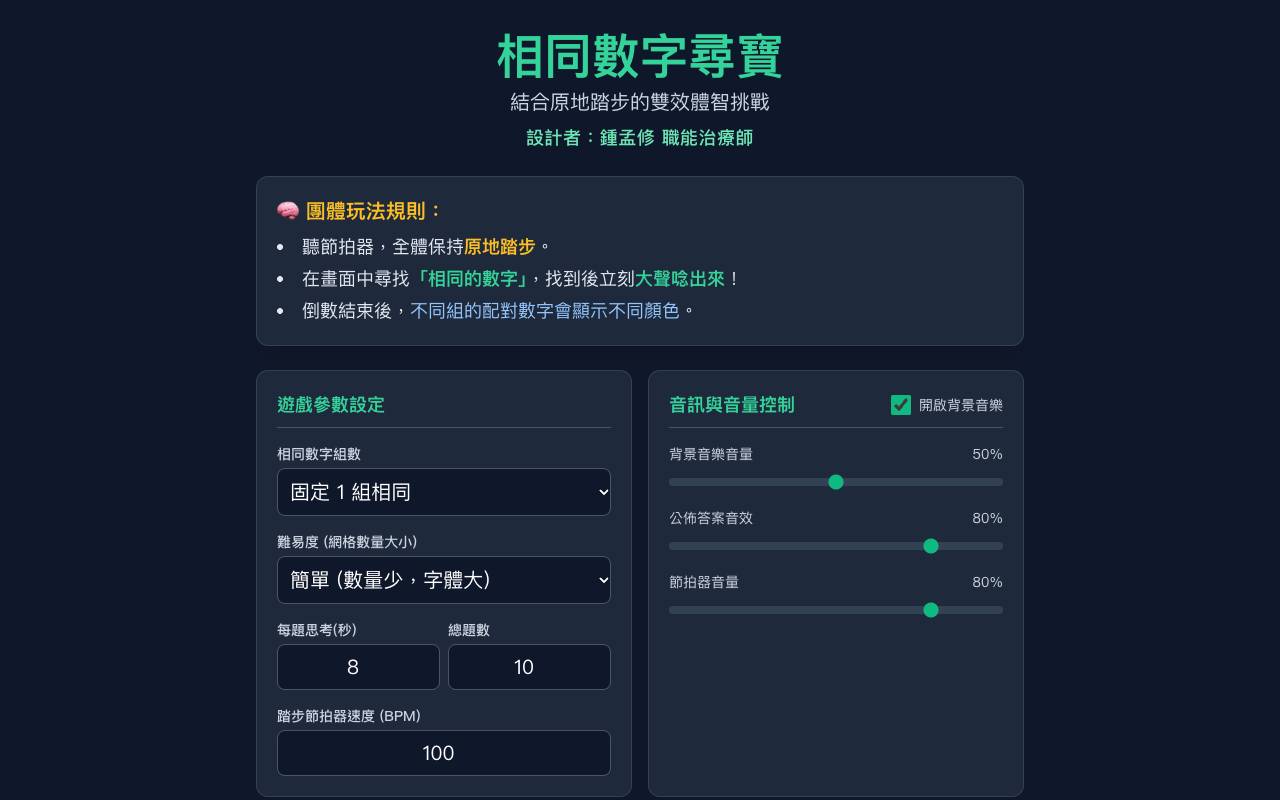 相同數字尋寶
結合原地踏步的雙效體智挑戰
設計者：鍾孟修 職能治療師
🧠 團體玩法規則：
• 聽節拍器，全體保持原地踏步。
• 在畫面中尋找「相同的數字」，找到後立刻大聲唸出來！
• 倒數結束後，不同組的配對數字會顯示不同顏色。
遊戲參數設定
相同數字組數
固定 1 組相同
難易度 (網格數量大小)
簡單 (數量少，字體大)
每題思考(秒) 總題數
8 10
踏步節拍器速度 (BPM)
100
音訊與音量控制 開啟背景音樂
背景音樂音量 50%
公佈答案音效 80%
節拍器音量 80%